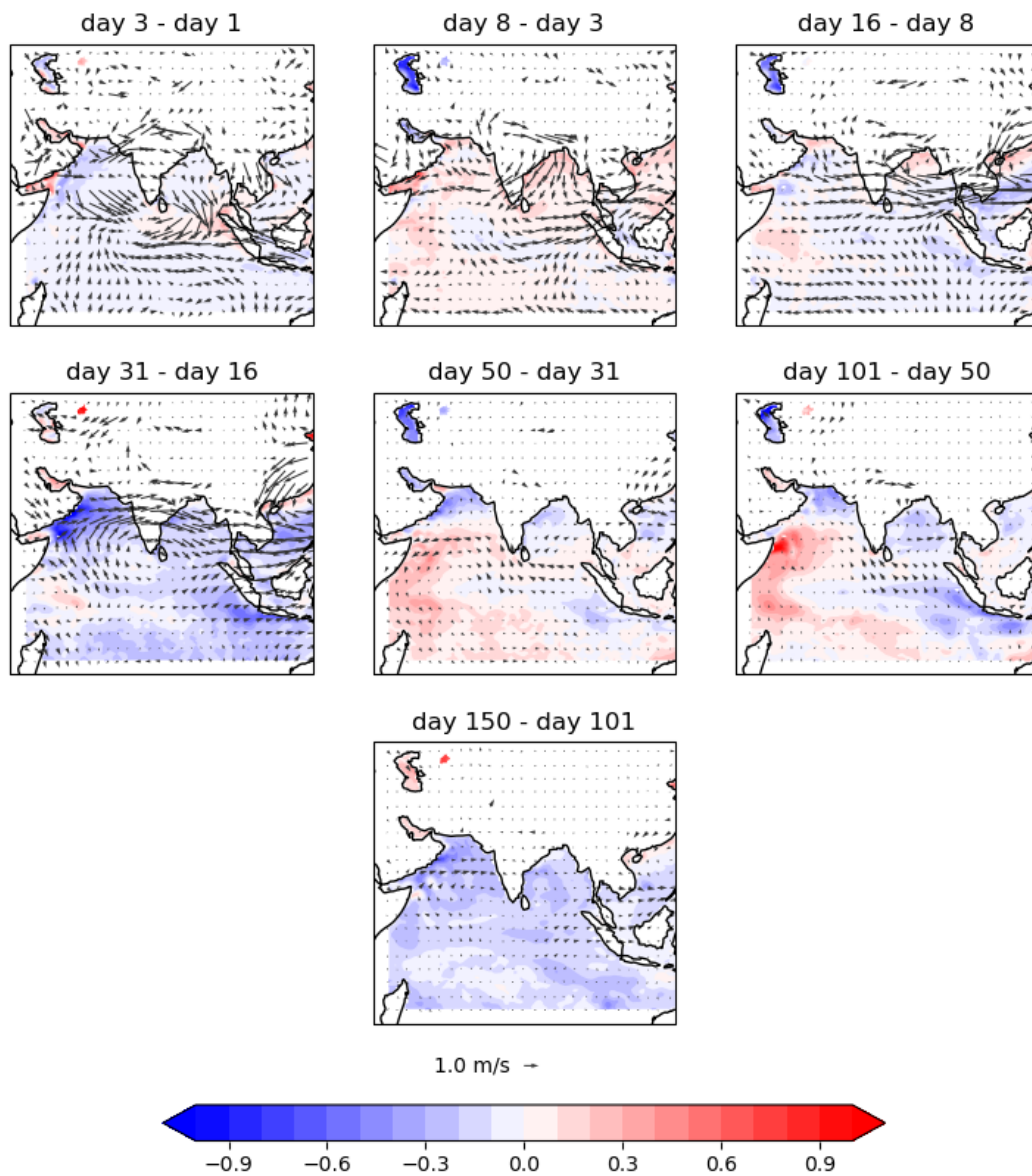 day 3 - day 1
day 8 - day 3
day 16 - day 8
day 31 - day 16
day 50 - day 31
day 101 - day 50
day 150 - day 101
1.0 m/s
−0.9 −0.6 −0.3 0.0 0.3 0.6 0.9